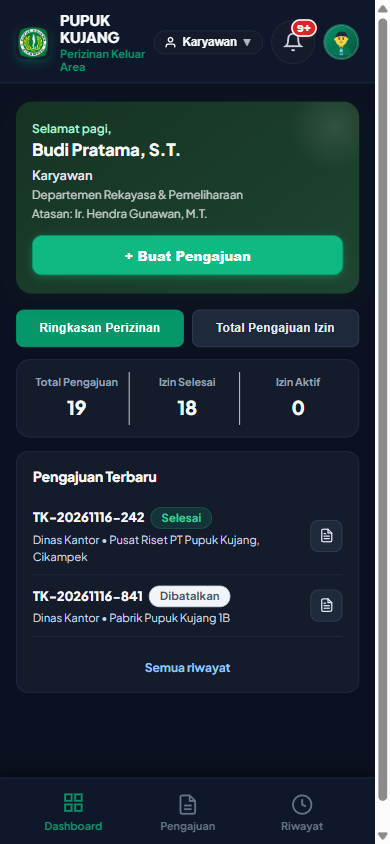 PUPUK
KUJANG
Perizinan Keluar
Area
Karyawan ▼
9+
Selamat pagi,
Budi Pratama, S.T.
Karyawan
Departemen Rekayasa & Pemeliharaan
Atasan: Ir. Hendra Gunawan, M.T.
+ Buat Pengajuan
Ringkasan Perizinan
Total Pengajuan Izin
Total Pengajuan
Izin Selesai
Izin Aktif
19
18
0
Pengajuan Terbaru
TK-20261116-242 Selesai
Dinas Kantor • Pusat Riset PT Pupuk Kujang,
Cikampek
TK-20261116-841 Dibatalkan
Dinas Kantor • Pabrik Pupuk Kujang 1B
Semua riwayat
Dashboard
Pengajuan
Riwayat